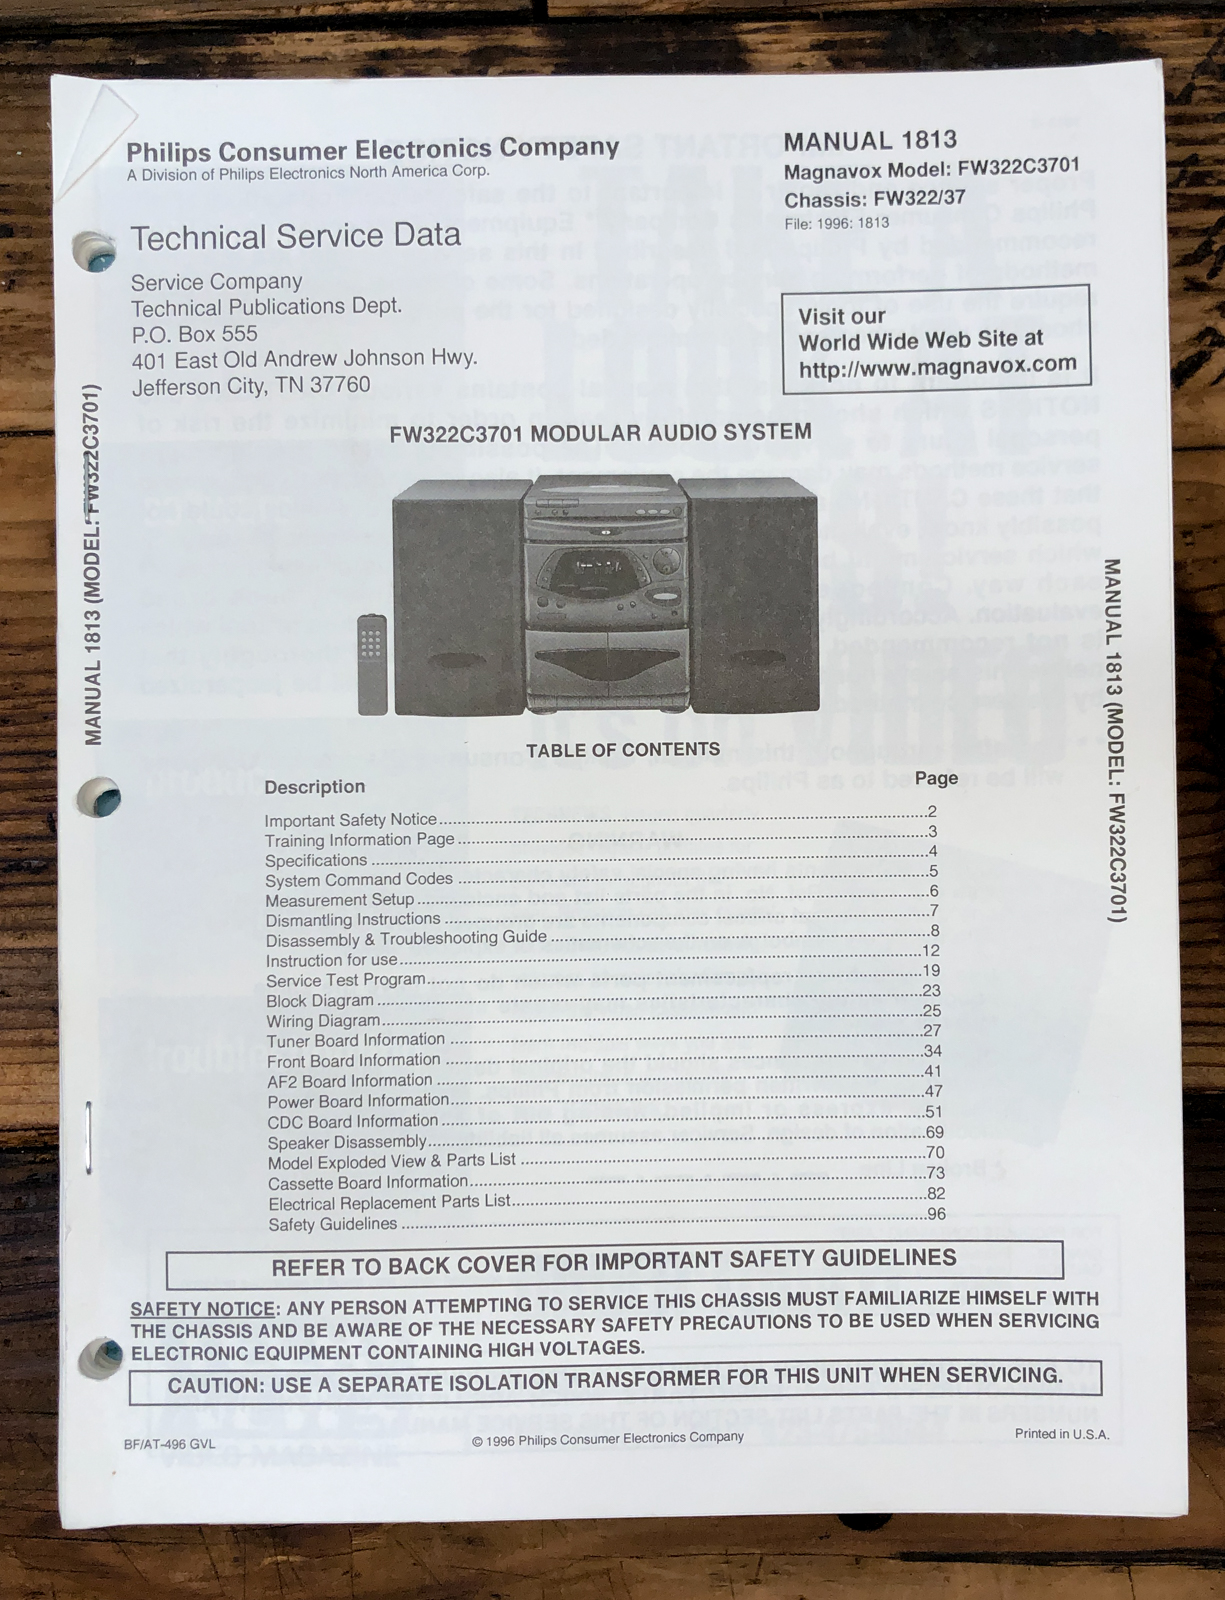 Philips Consumer Electronics Company
A Division of Philips Electronics North America Corp.
Technical Service Data
Service Company
Technical Publications Dept.
P.O. Box 555
401 East Old Andrew Johnson Hwy.
Jefferson City, TN 37760
MANUAL 1813
Magnavox Model: FW322C3701
Chassis: FW322/37
File: 1996: 1813
Visit our
World Wide Web Site at
http://www.magnavox.com
MANUAL 1813 (MODEL: FW322C3701)
FW322C3701 MODULAR AUDIO SYSTEM
MANUAL 1813 (MODEL: FW322C3701)
TABLE OF CONTENTS
Description Page
Important Safety Notice 2
Training Information Page 3
Specifications 4
System Command Codes 5
Measurement Setup 6
Dismantling Instructions 7
Disassembly & Troubleshooting Guide 8
Instruction for use 12
Service Test Program 19
Block Diagram 23
Wiring Diagram 25
Tuner Board Information 27
Front Board Information 34
AF2 Board Information 41
Power Board Information 47
CDC Board Information 51
Speaker Disassembly 69
Model Exploded View & Parts List 70
Cassette Board Information 73
Electrical Replacement Parts List 82
Safety Guidelines 96
REFER TO BACK COVER FOR IMPORTANT SAFETY GUIDELINES
SAFETY NOTICE: ANY PERSON ATTEMPTING TO SERVICE THIS CHASSIS MUST FAMILIARIZE HIMSELF WITH
THE CHASSIS AND BE AWARE OF THE NECESSARY SAFETY PRECAUTIONS TO BE USED WHEN SERVICING
ELECTRONIC EQUIPMENT CONTAINING HIGH VOLTAGES.
CAUTION: USE A SEPARATE ISOLATION TRANSFORMER FOR THIS UNIT WHEN SERVICING.
BF/AT-496 GVL
© 1996 Philips Consumer Electronics Company
Printed in U.S.A.